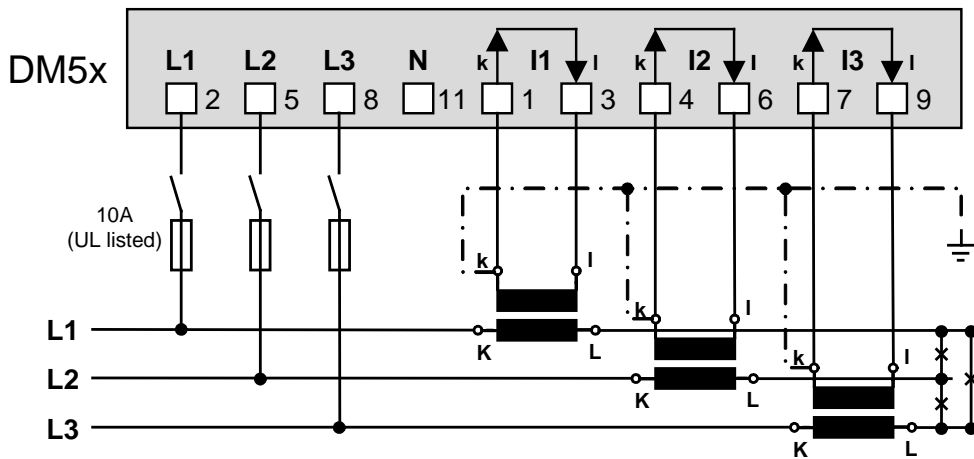 L1 L2 L3 N k I1 l k I2 l k I3 l
DM5x
2 5 8 11 1 3 4 6 7 9
10A
(UL listed)
k l
k l
k l
L1
K L
L2
K L
L3
K L